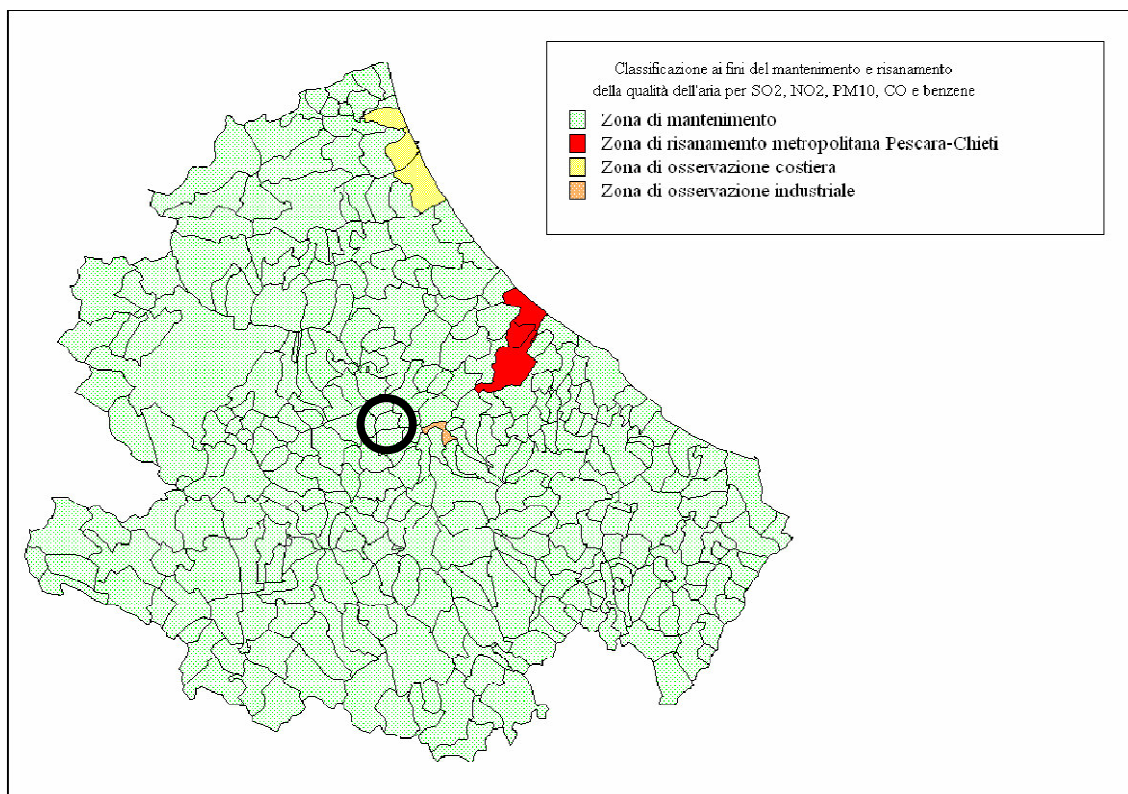 Classificazione ai fini del mantenimento e risanamento
della qualità dell'aria per SO2, NO2, PM10, CO e benzene
Zona di mantenimento
Zona di risanamemto metropolitana Pescara-Chieti
Zona di osservazione costiera
Zona di osservazione industriale